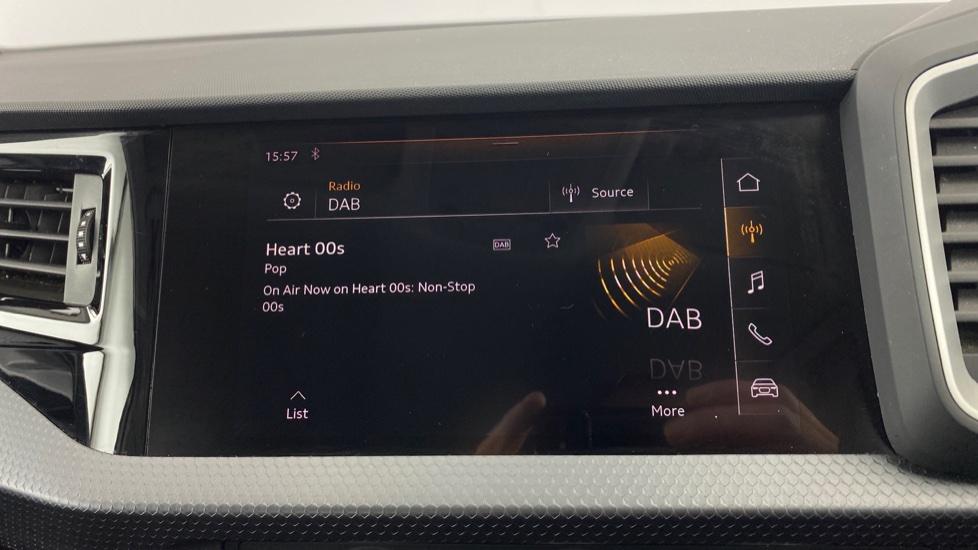 15:57
Radio
DAB
Source
Heart 00s
DAB
Pop
On Air Now on Heart 00s: Non-Stop
00s
DAB
DAB
List
More